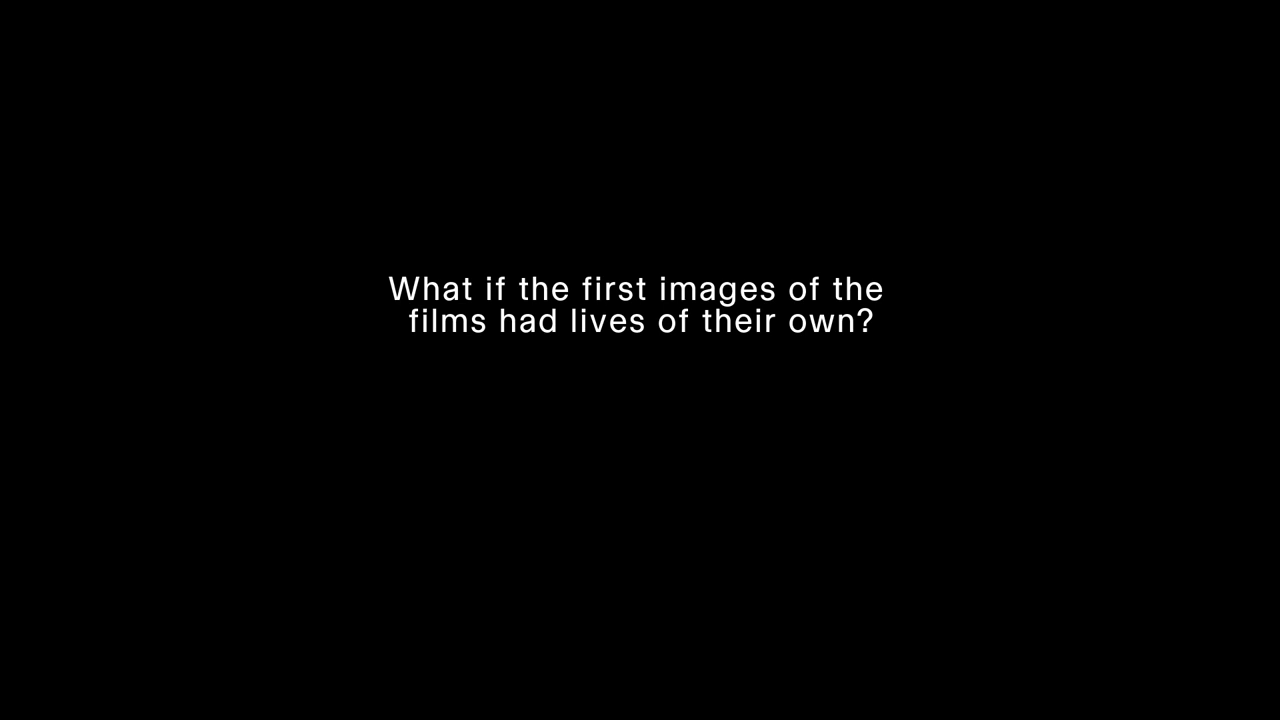 What if the first images of the
films had lives of their own?